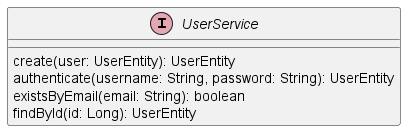 I UserService
create(user: UserEntity): UserEntity
authenticate(username: String, password: String): UserEntity
existsByEmail(email: String): boolean
findById(id: Long): UserEntity